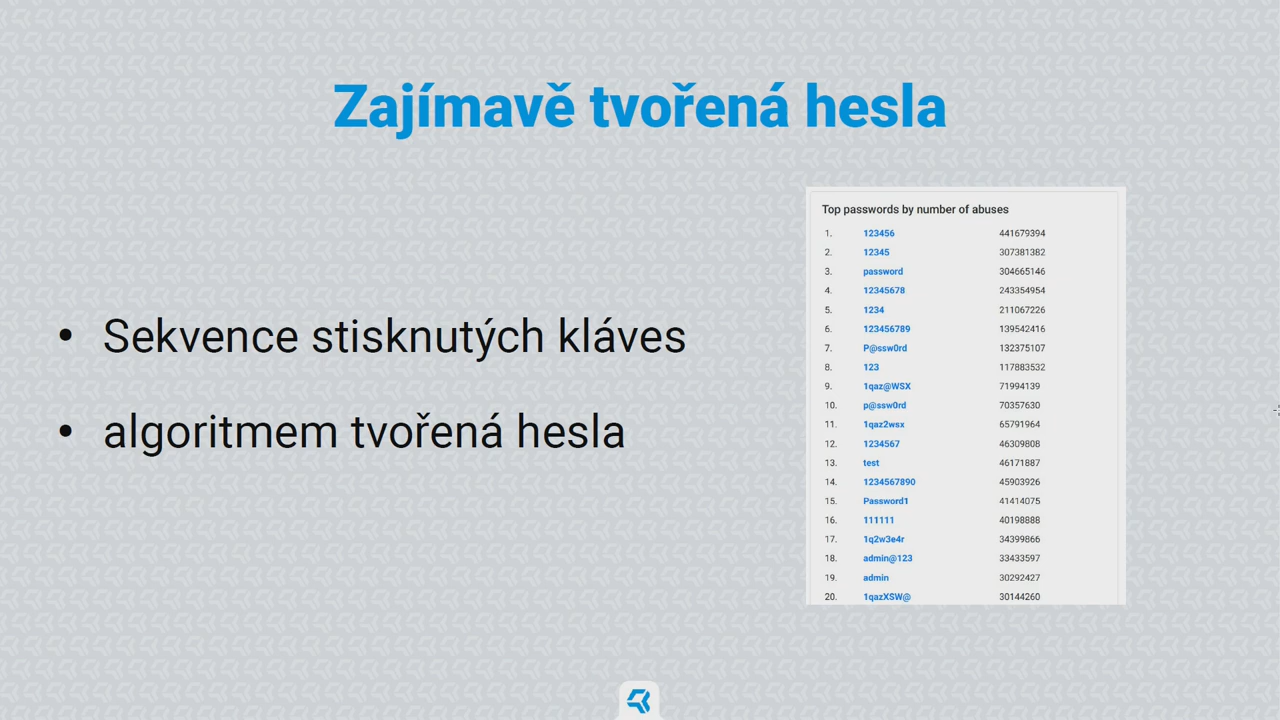 Zajímavě tvořená hesla
• Sekvence stisknutých kláves
• algoritmem tvořená hesla
Top passwords by number of abuses
1. 123456 441679394
2. 12345 307381382
3. password 304665146
4. 12345678 243354954
5. 1234 211067226
6. 123456789 139542416
7. P@ssw0rd 132375107
8. 123 117883532
9. 1qaz@WSX 71994139
10. p@ssw0rd 70357630
11. 1qaz2wsx 65791964
12. 1234567 46309808
13. test 46171887
14. 1234567890 45903926
15. Password1 41414075
16. 111111 40198888
17. 1q2w3e4r 34399866
18. admin@123 33433597
19. admin 30292427
20. 1qazXSW@ 30144260